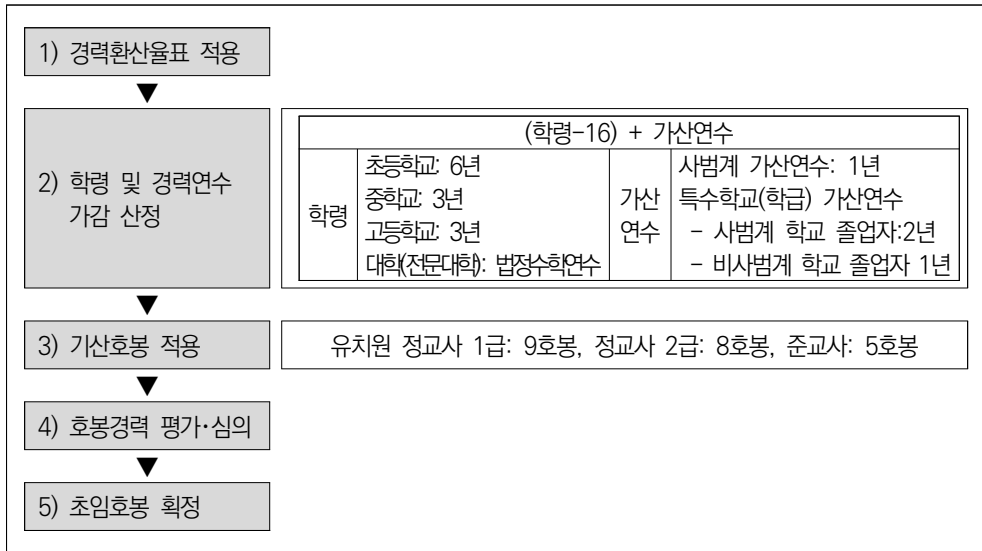 1) 경력환산율표 적용
▼
2) 학령 및 경력연수
가감 산정
(학령-16) + 가산연수
학령
초등학교: 6년
중학교: 3년
고등학교: 3년
대학(전문대학): 법정수학연수
가산
연수
사범계 가산연수: 1년
특수학교(학급) 가산연수
- 사범계 학교 졸업자:2년
- 비사범계 학교 졸업자 1년
▼
3) 기산호봉 적용
유치원 정교사 1급: 9호봉, 정교사 2급: 8호봉, 준교사: 5호봉
▼
4) 호봉경력 평가·심의
▼
5) 초임호봉 획정